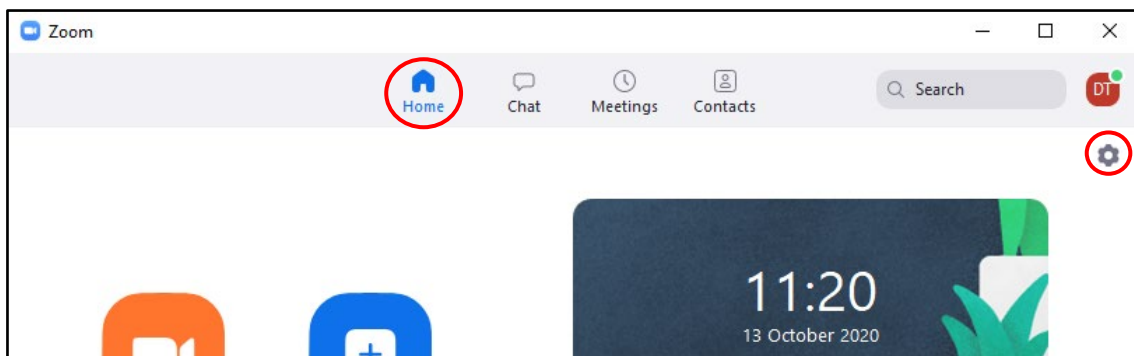 Zoom
Home Chat Meetings Contacts
Search
DT
11:20
13 October 2020